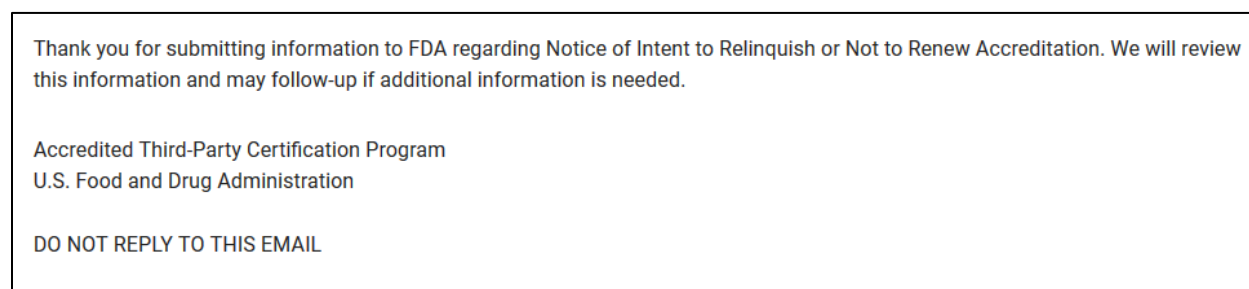 Thank you for submitting information to FDA regarding Notice of Intent to Relinquish or Not to Renew Accreditation. We will review
this information and may follow-up if additional information is needed.
Accredited Third-Party Certification Program
U.S. Food and Drug Administration
DO NOT REPLY TO THIS EMAIL